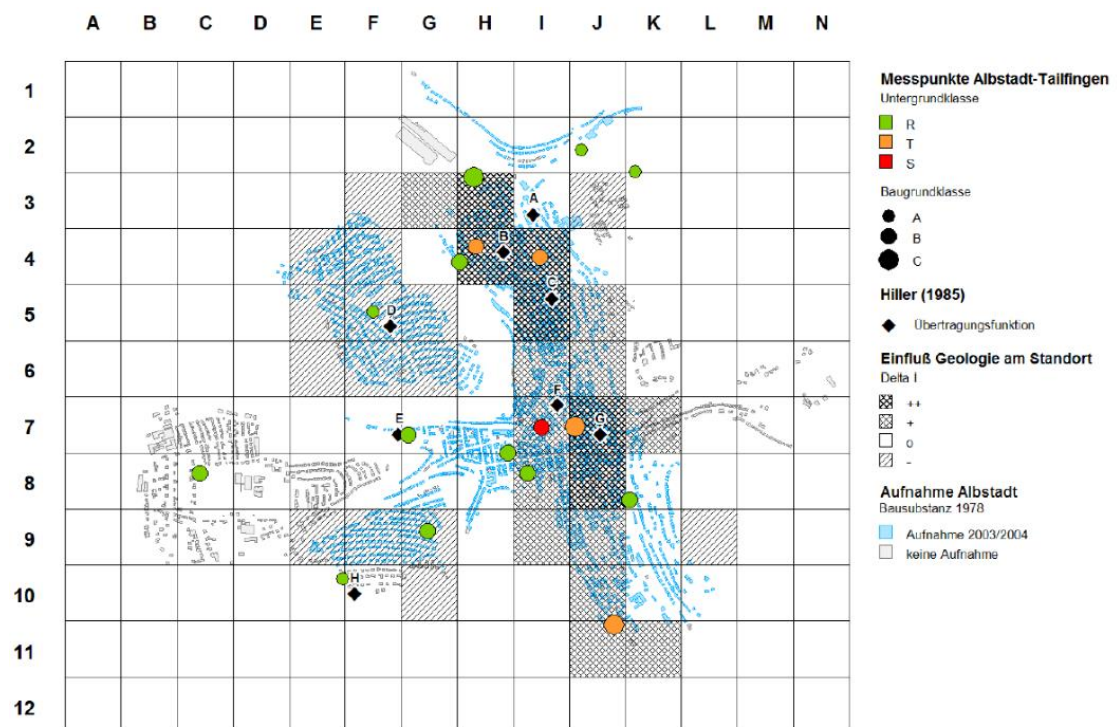 A B C D E F G H I J K L M N
1
2
3
4
5
6
7
8
9
10
11
12
A
B
C
D
E
F
G
H
Messpunkte Albstadt-Tailfingen
Untergrundklasse
R
T
S
Baugrundklasse
A
B
C
Hiller (1985)
Übertragungsfunktion
Einfluß Geologie am Standort
Delta I
++
+
o
-
Aufnahme Albstadt
Bausubstanz 1978
Aufnahme 2003/2004
keine Aufnahme